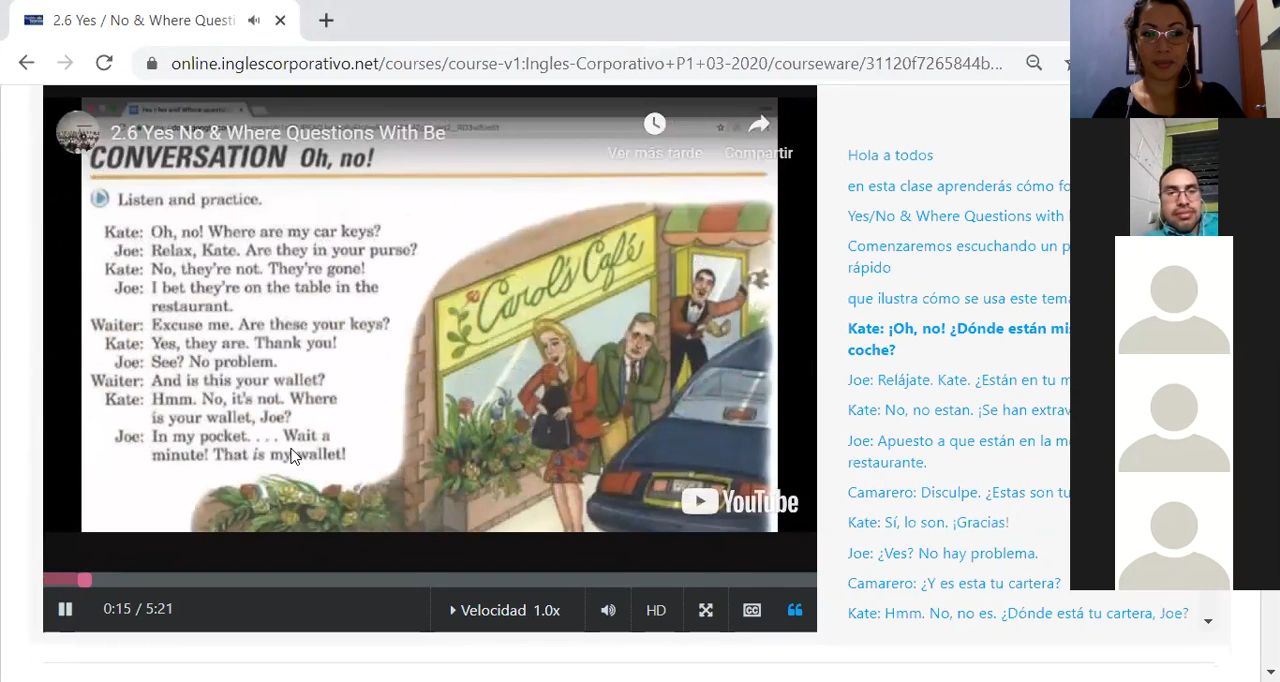 2.6 Yes / No & Where Questi
online.inglescorporativo.net/courses/course-v1:Ingles-Corporativo+P1+03-2020/courseware/31120f7265844b...
2.6 Yes No & Where Questions With Be
Ver más tarde
Compartir
CONVERSATION Oh, no!
Listen and practice.
Kate: Oh, no! Where are my car keys?
Joe: Relax, Kate. Are they in your purse?
Kate: No, they're not. They're gone!
Joe: I bet they're on the table in the
restaurant.
Waiter: Excuse me. Are these your keys?
Kate: Yes, they are. Thank you!
Joe: See? No problem.
Waiter: And is this your wallet?
Kate: Hmm. No, it's not. Where
is your wallet, Joe?
Joe: In my pocket. . . . Wait a
minute! That is my wallet!
Carol's Café
YouTube
0:15 / 5:21
Velocidad 1.0x
HD
Hola a todos
en esta clase aprenderás cómo fo
Yes/No & Where Questions with
Comenzaremos escuchando un p
rápido
que ilustra cómo se usa este tema
Kate: ¡Oh, no! ¿Dónde están mi
coche?
Joe: Relájate. Kate. ¿Están en tu m
Kate: No, no estan. ¡Se han extrav
Joe: Apuesto a que están en la me
restaurante.
Camarero: Disculpe. ¿Estas son tu
Kate: Sí, lo son. ¡Gracias!
Joe: ¿Ves? No hay problema.
Camarero: ¿Y es esta tu cartera?
Kate: Hmm. No, no es. ¿Dónde está tu cartera, Joe?